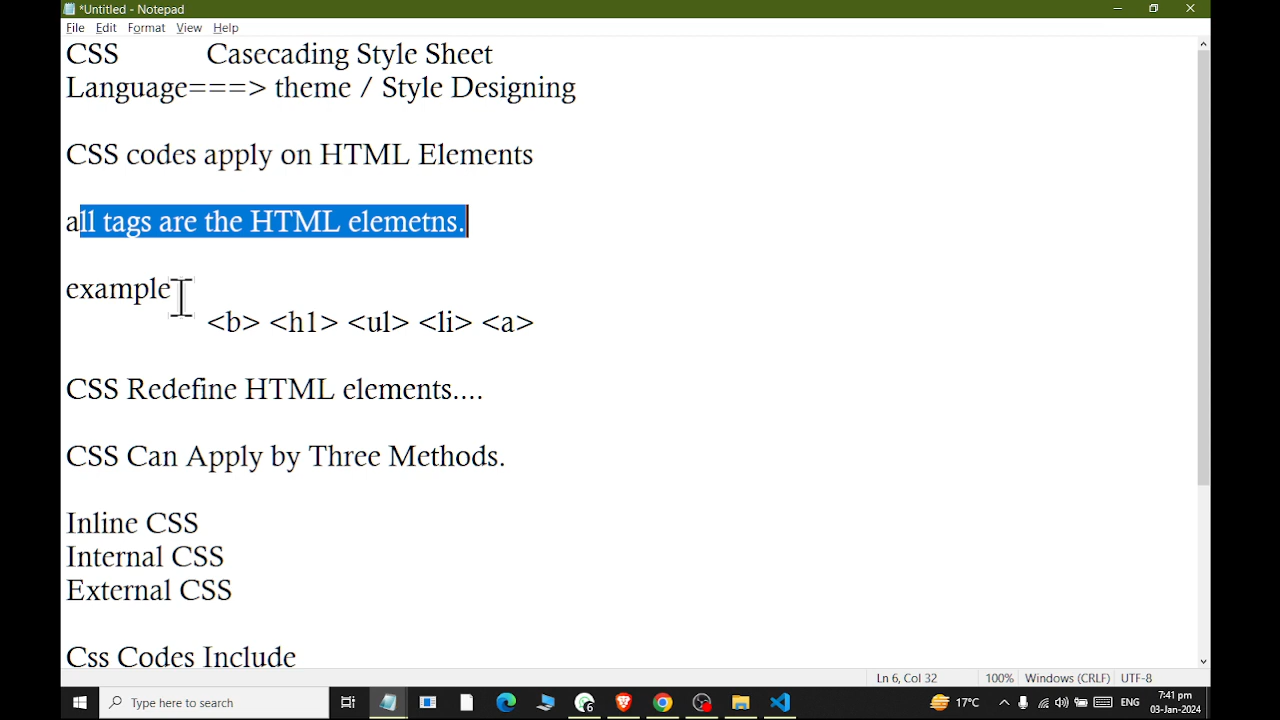 *Untitled - Notepad
File Edit Format View Help
CSS Casecading Style Sheet
Language===> theme / Style Designing
CSS codes apply on HTML Elements
all tags are the HTML elemetns.
example
<b> <h1> <ul> <li> <a>
CSS Redefine HTML elements....
CSS Can Apply by Three Methods.
Inline CSS
Internal CSS
External CSS
Css Codes Include
Ln 6, Col 32 100% Windows (CRLF) UTF-8
Type here to search
17°C
ENG
7:41 pm
03-Jan-2024